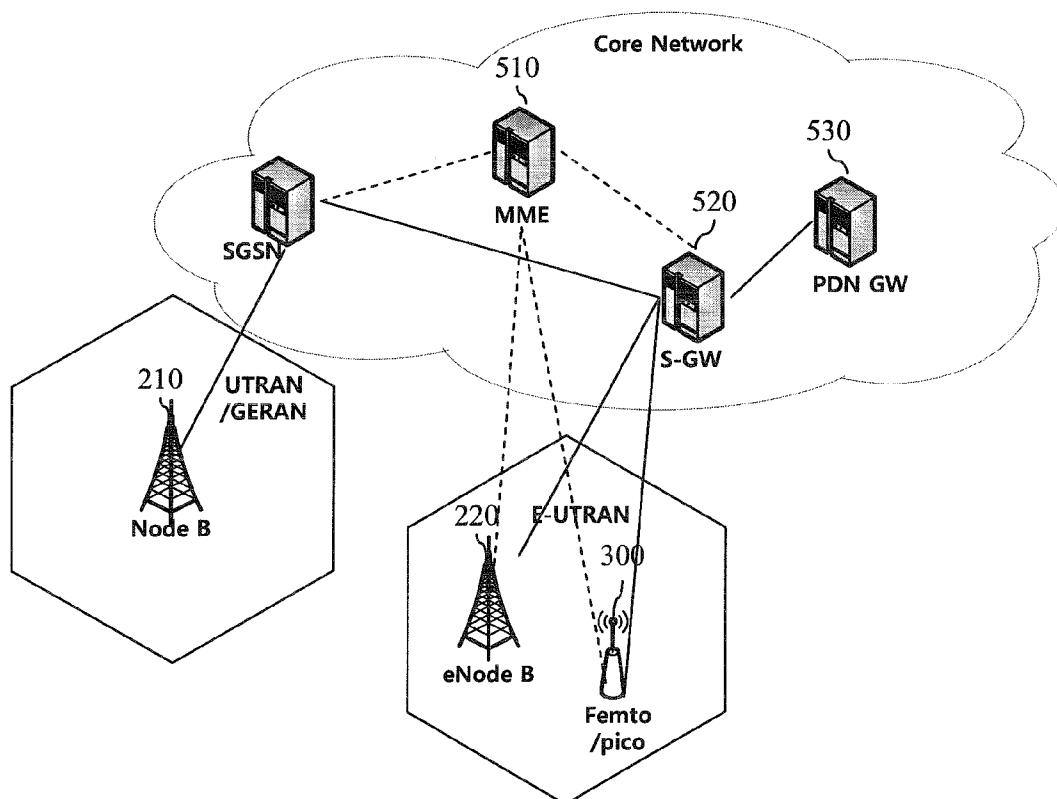 Core Network
510
530
MME
520
SGSN
PDN GW
S-GW
210
UTRAN
/GERAN
Node B
220
E-UTRAN
300
eNode B
Femto
/pico